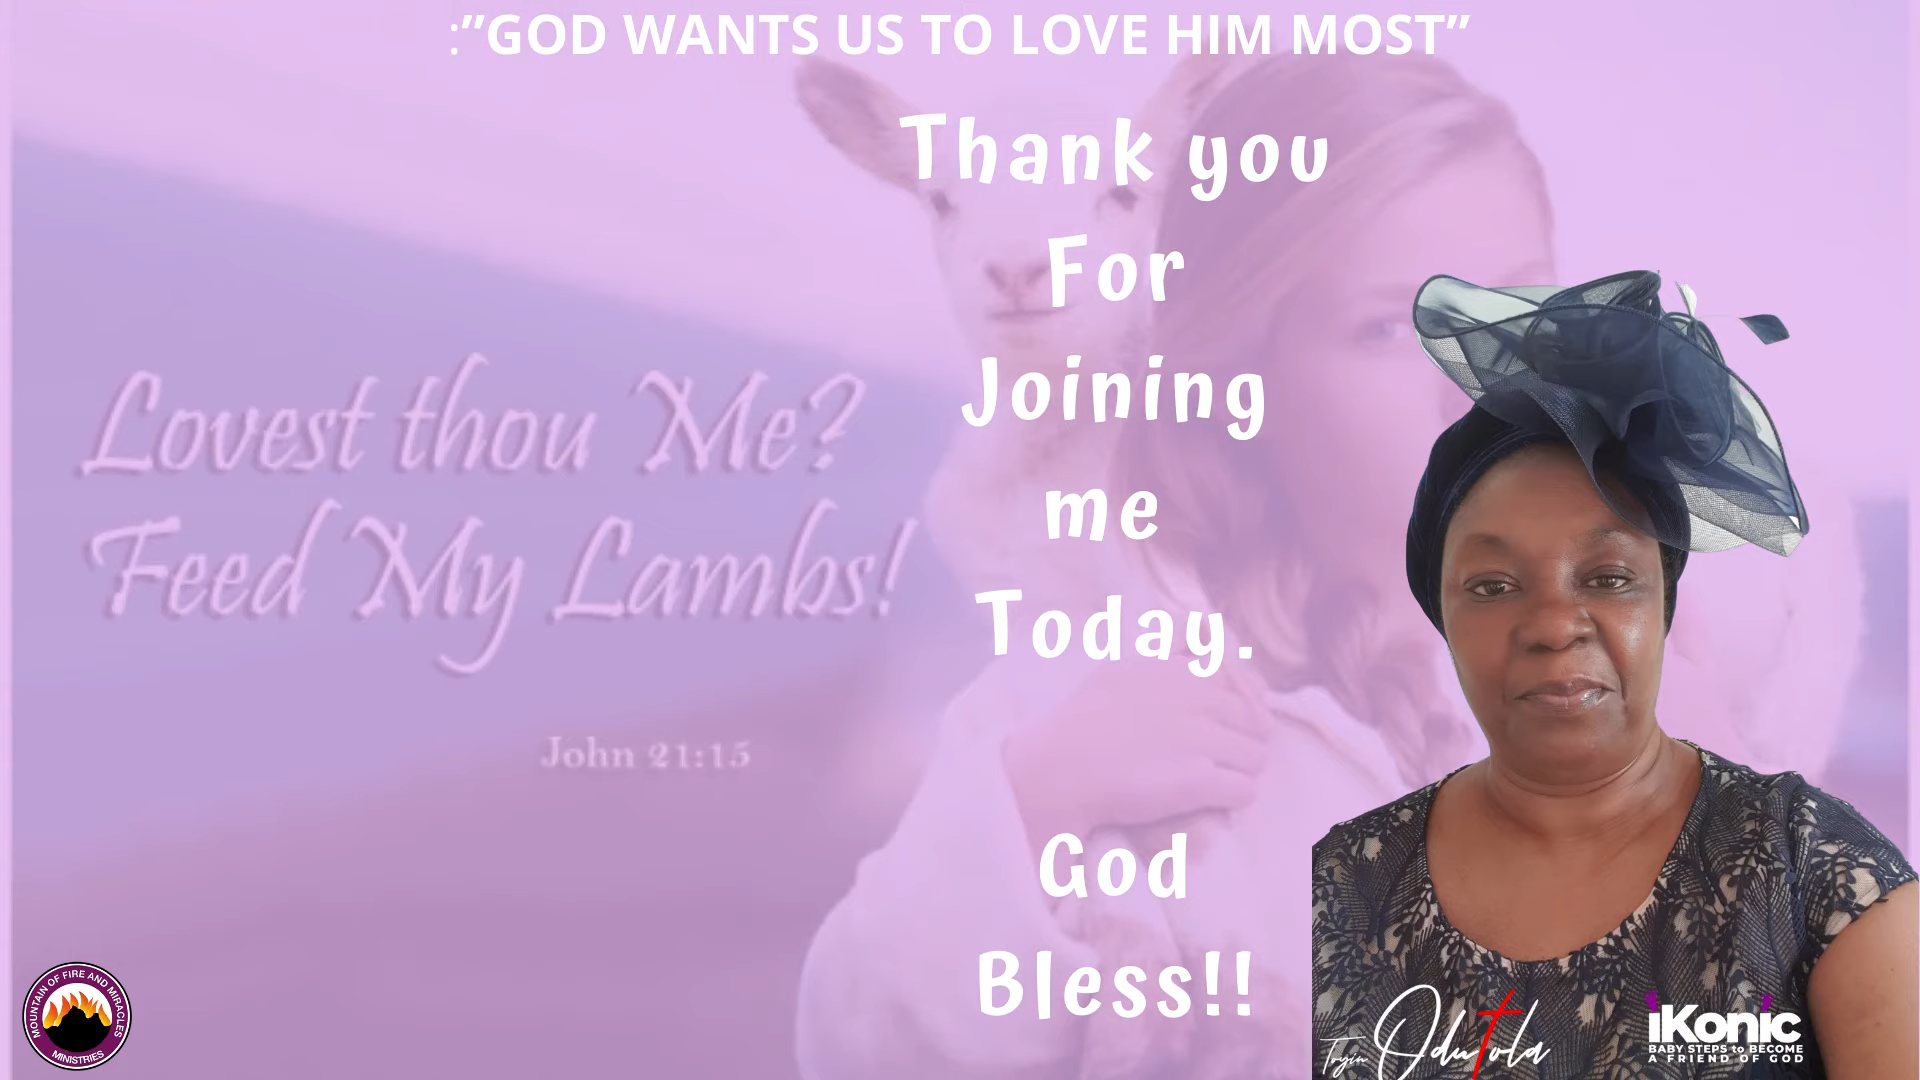 :”GOD WANTS US TO LOVE HIM MOST”
Thank you
For
Joining
me
Today.
God
Bless!!
Lovest thou Me?
Feed My Lambs!
John 21:15
MOUNTAIN OF FIRE AND MIRACLES
MINISTRIES
Toyin Odutola
iKonic
BABY STEPS to BECOME
A FRIEND OF GOD